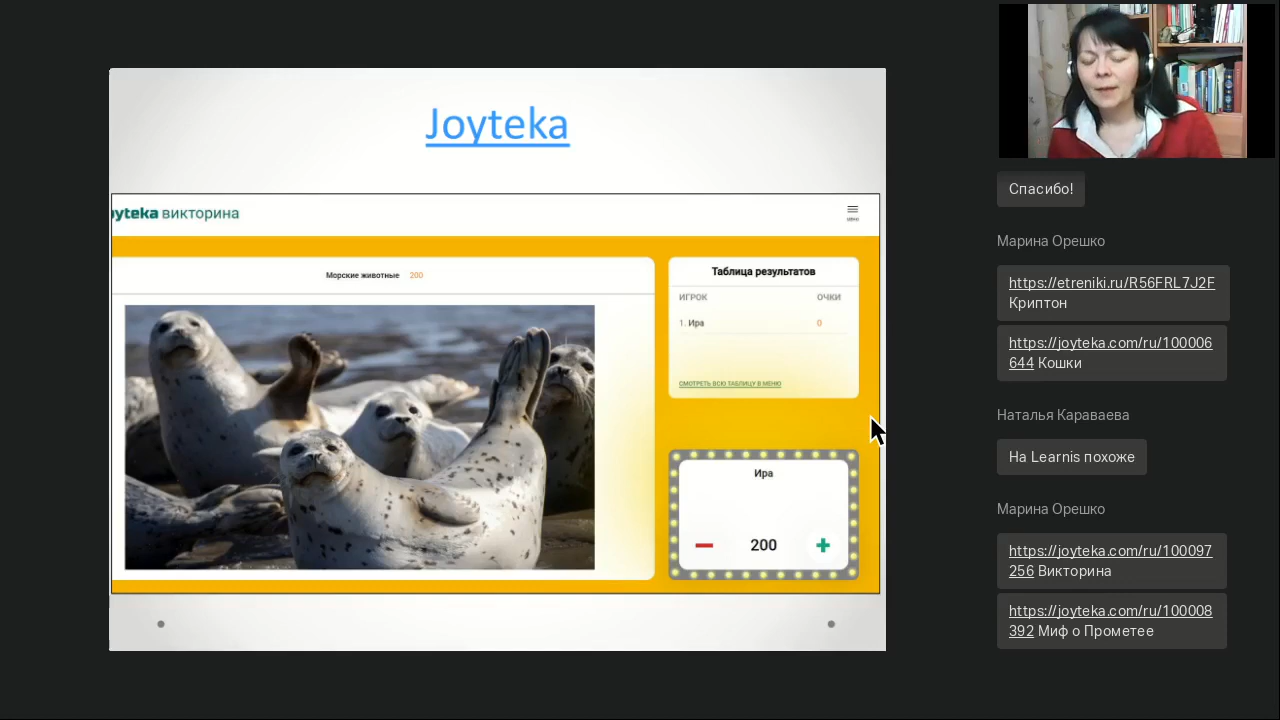 Joyteka
oyteka викторина
МЕНЮ
Морские животные 200
Таблица результатов
ИГРОК ОЧКИ
1. Ира 0
СМОТРЕТЬ ВСЮ ТАБЛИЦУ В МЕНЮ
Ира
200
Спасибо!
Марина Орешко
https://etreniki.ru/R56FRL7J2F
Криптон
https://joyteka.com/ru/100006
644 Кошки
Наталья Караваева
На Learnis похоже
Марина Орешко
https://joyteka.com/ru/100097
256 Викторина
https://joyteka.com/ru/100008
392 Миф о Прометее